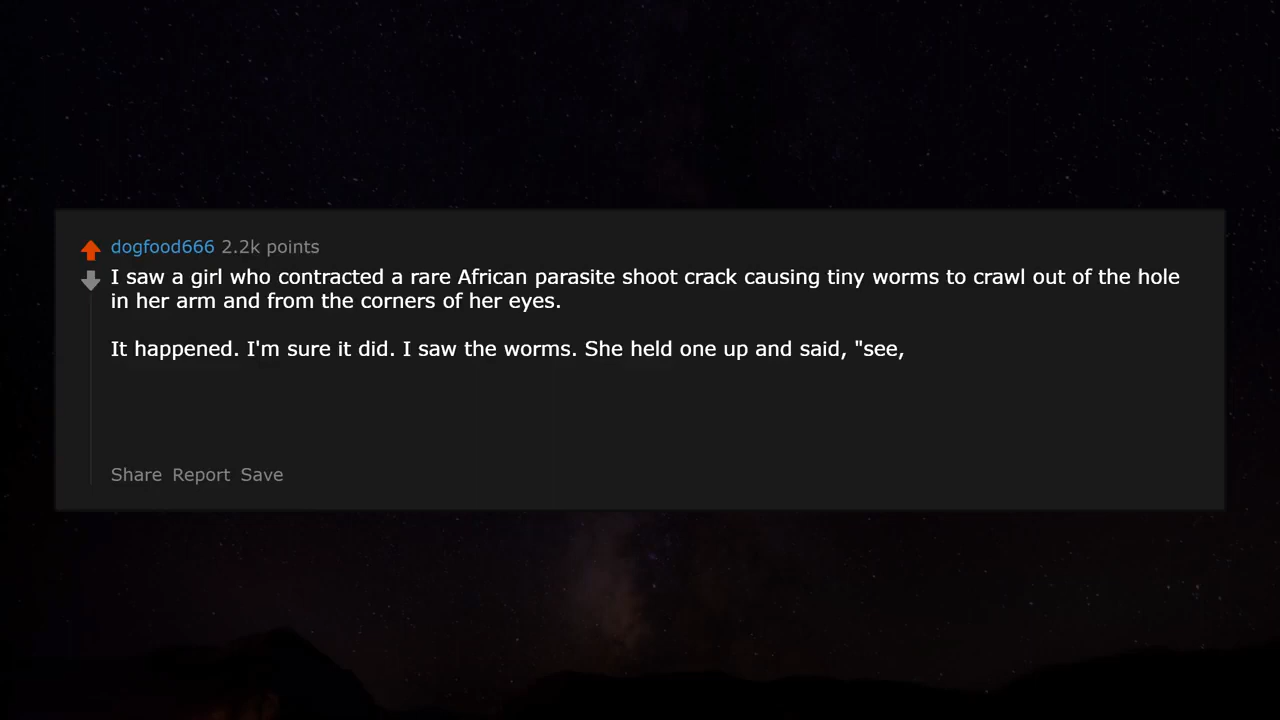 dogfood666 2.2k points
I saw a girl who contracted a rare African parasite shoot crack causing tiny worms to crawl out of the hole
in her arm and from the corners of her eyes.
It happened. I'm sure it did. I saw the worms. She held one up and said, "see,
Share Report Save